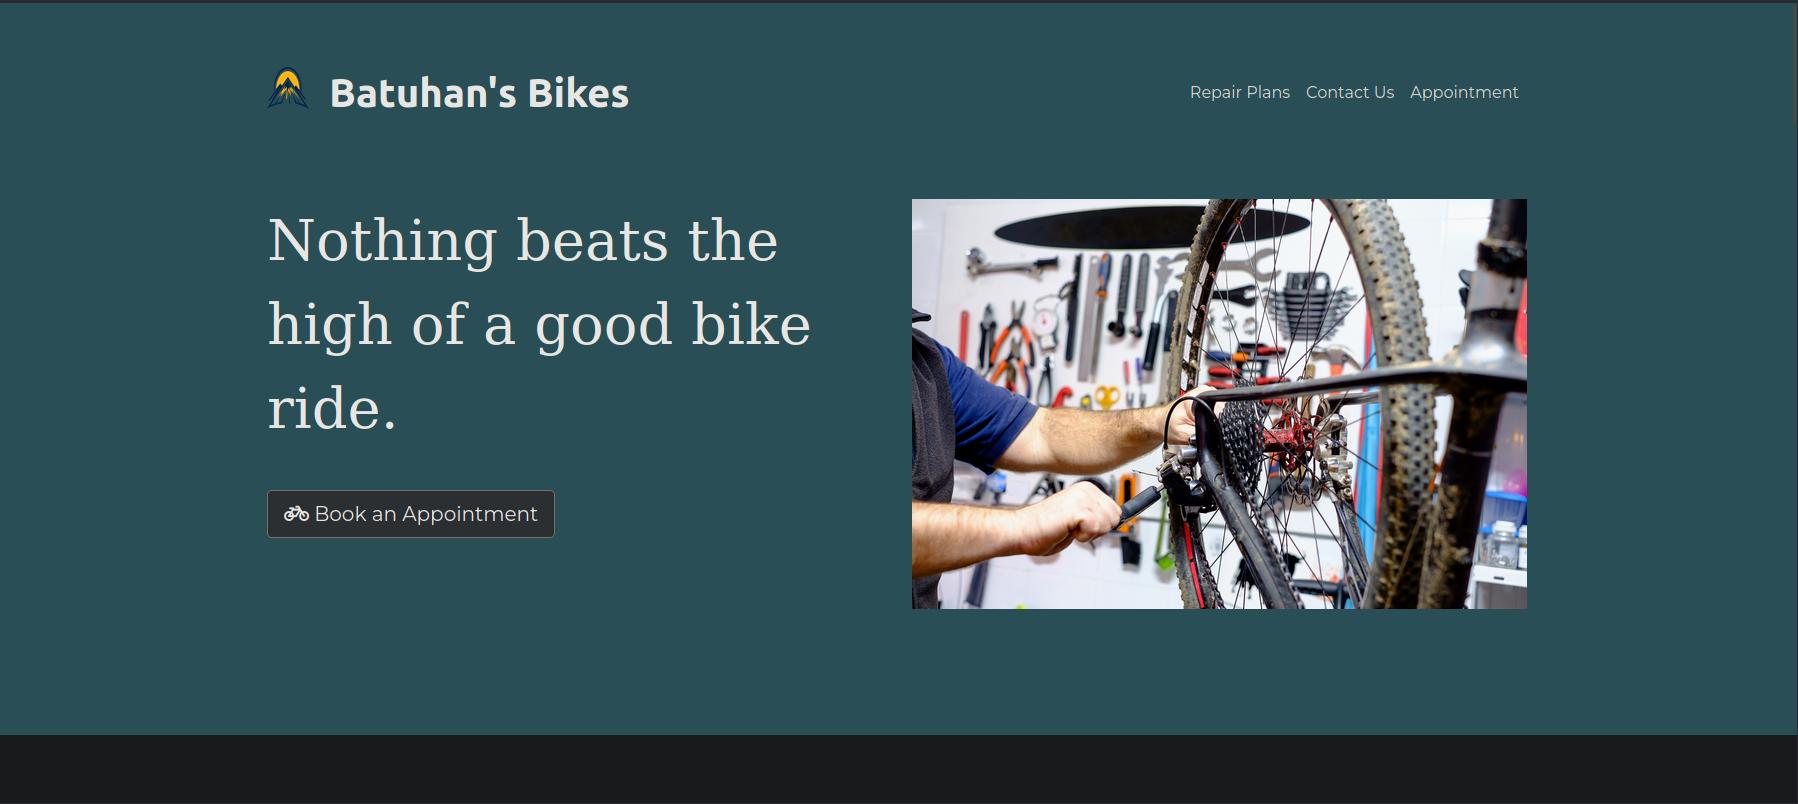 Batuhan's Bikes
Repair Plans Contact Us Appointment
Nothing beats the
high of a good bike
ride.
Book an Appointment